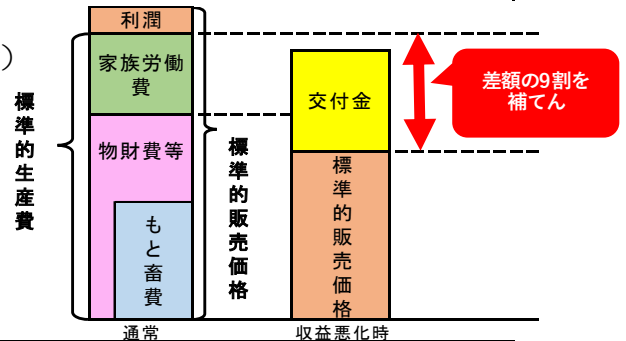 ）
利潤
家族労働
費
物財費等
もと畜費
標準的生産費
標準的販売価格
通常
交付金
標準的販売価格
収益悪化時
差額の9割を
補てん